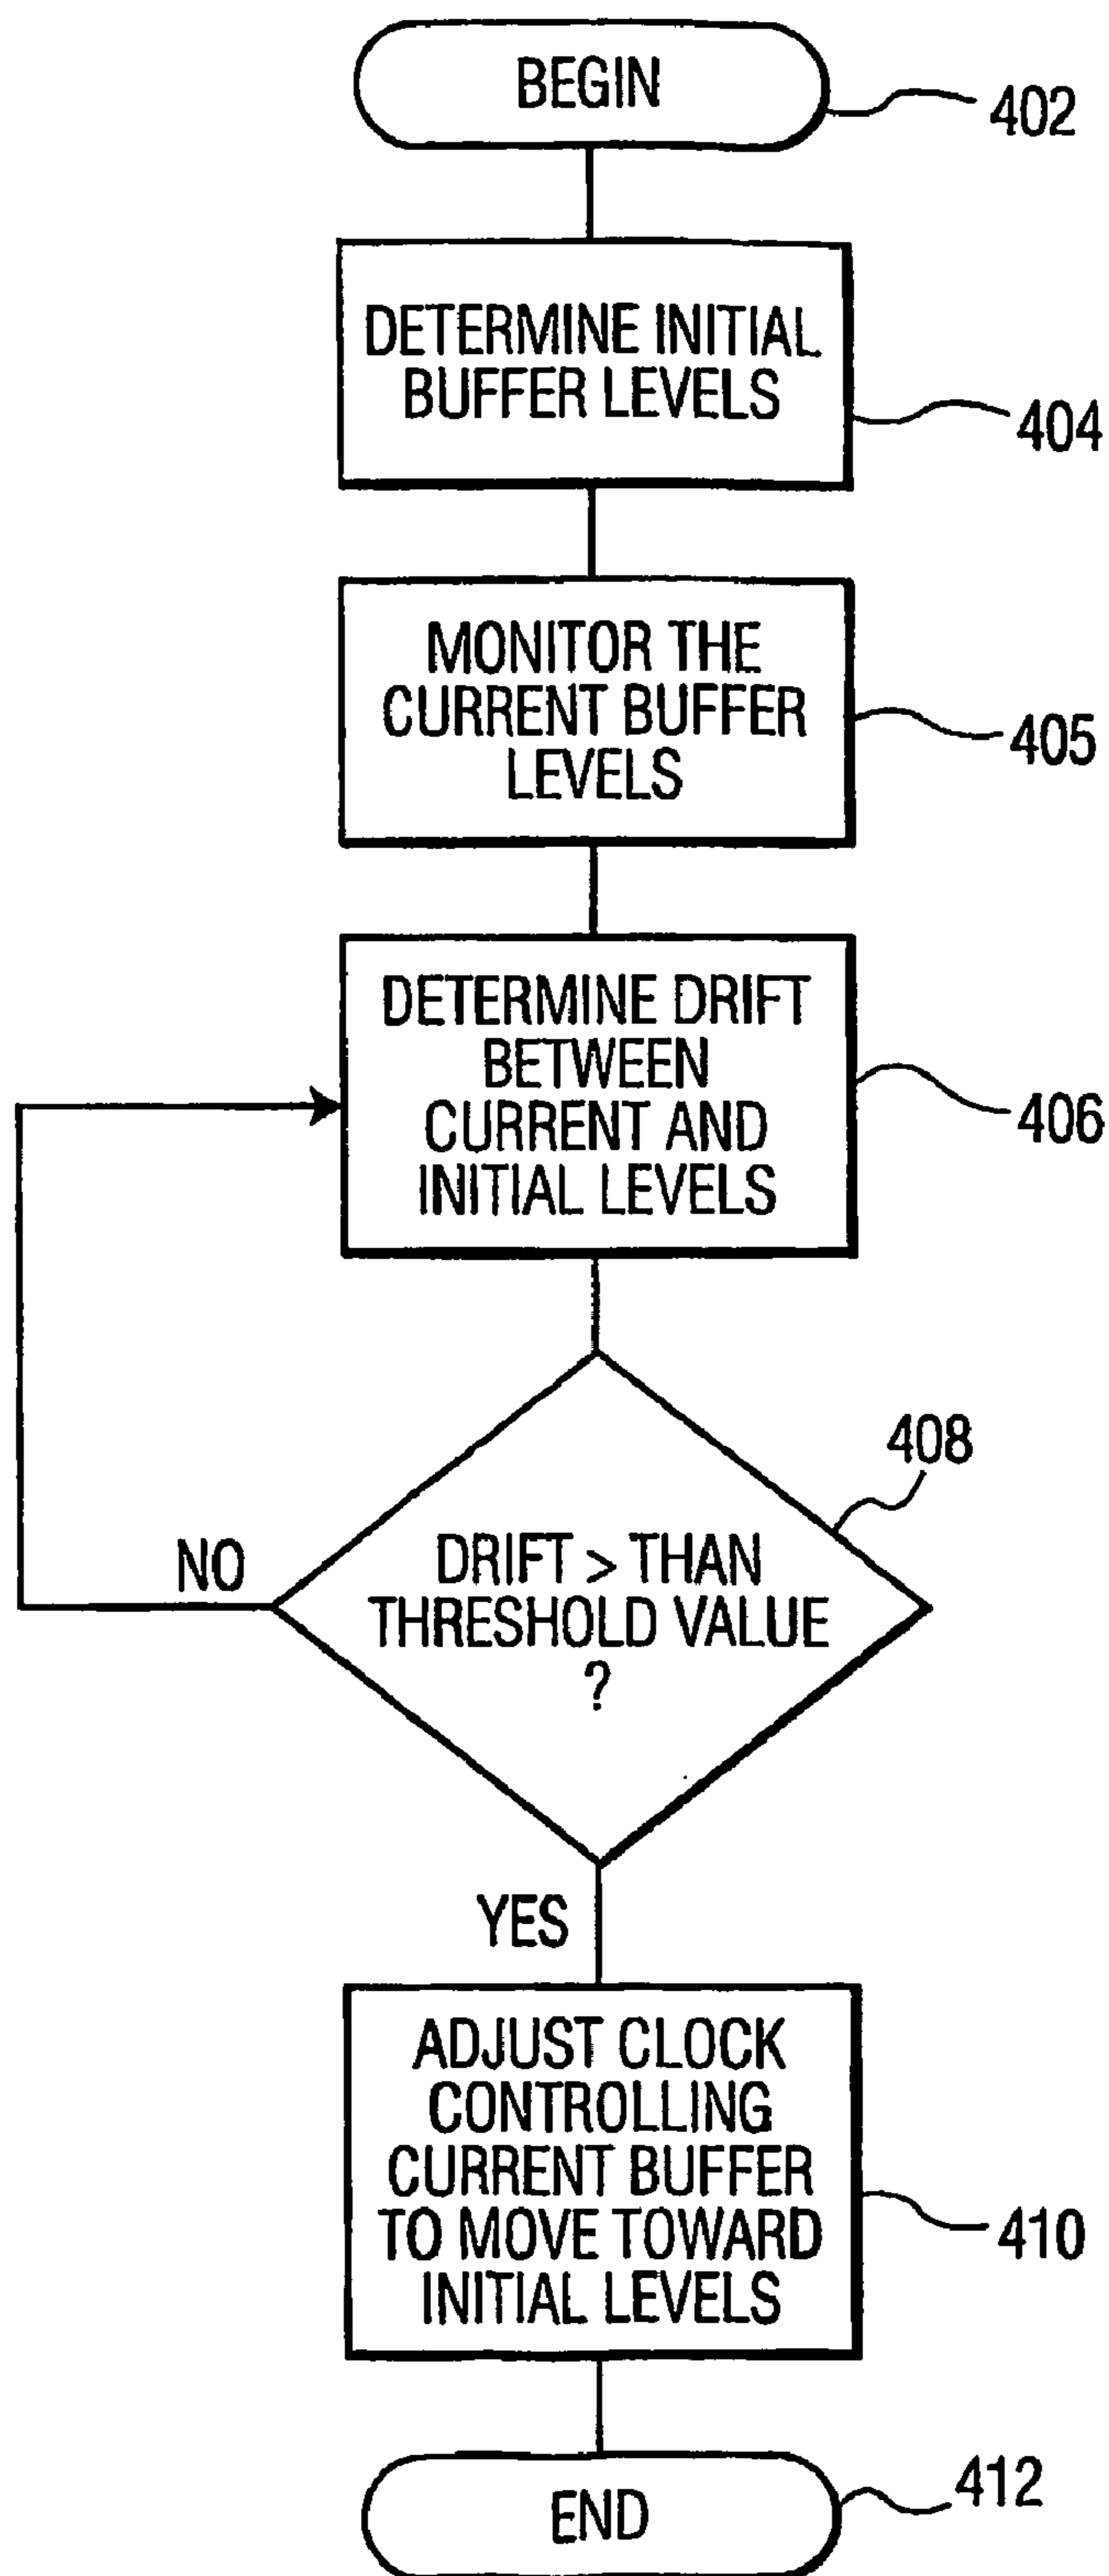 BEGIN
402
DETERMINE INITIAL
BUFFER LEVELS
404
MONITOR THE
CURRENT BUFFER
LEVELS
405
DETERMINE DRIFT
BETWEEN
CURRENT AND
INITIAL LEVELS
406
408
DRIFT > THAN
THRESHOLD VALUE
?
NO
YES
ADJUST CLOCK
CONTROLLING
CURRENT BUFFER
TO MOVE TOWARD
INITIAL LEVELS
410
END
412